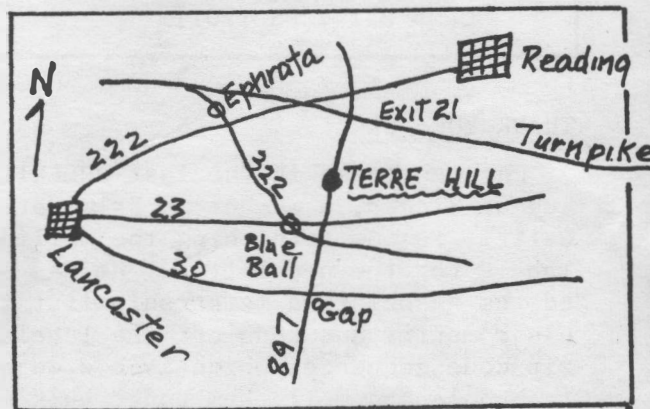 N
Ephrata
Reading
Exit 21
Turnpike
222
322
TERRE HILL
23
Blue
Ball
Lancaster
30
Gap
897